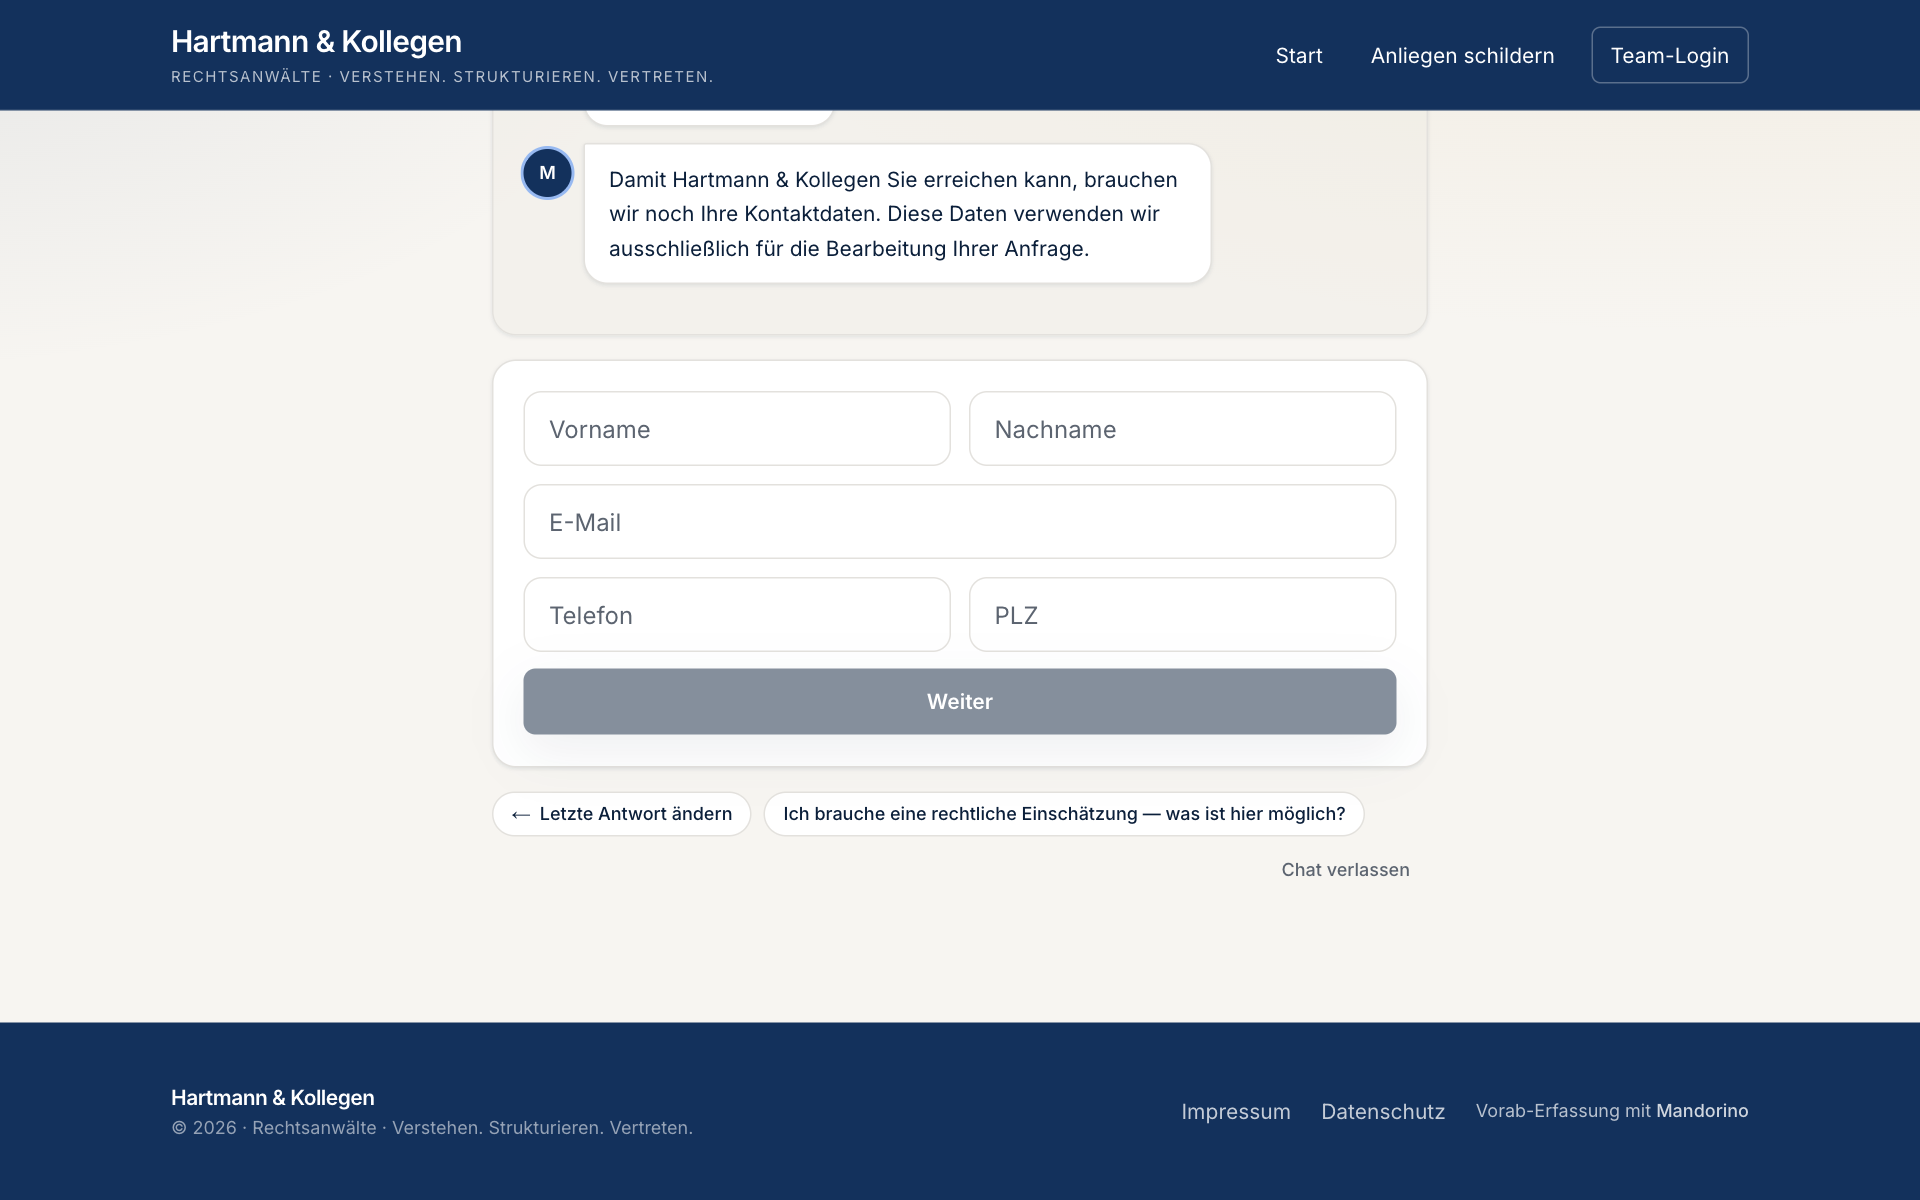 Hartmann & Kollegen
RECHTSANWÄLTE · VERSTEHEN. STRUKTURIEREN. VERTRETEN.
Start
Anliegen schildern
Team-Login
M
Damit Hartmann & Kollegen Sie erreichen kann, brauchen
wir noch Ihre Kontaktdaten. Diese Daten verwenden wir
ausschließlich für die Bearbeitung Ihrer Anfrage.
Vorname
Nachname
E-Mail
Telefon
PLZ
Weiter
← Letzte Antwort ändern
Ich brauche eine rechtliche Einschätzung — was ist hier möglich?
Chat verlassen
Hartmann & Kollegen
© 2026 · Rechtsanwälte · Verstehen. Strukturieren. Vertreten.
Impressum
Datenschutz
Vorab-Erfassung mit Mandorino